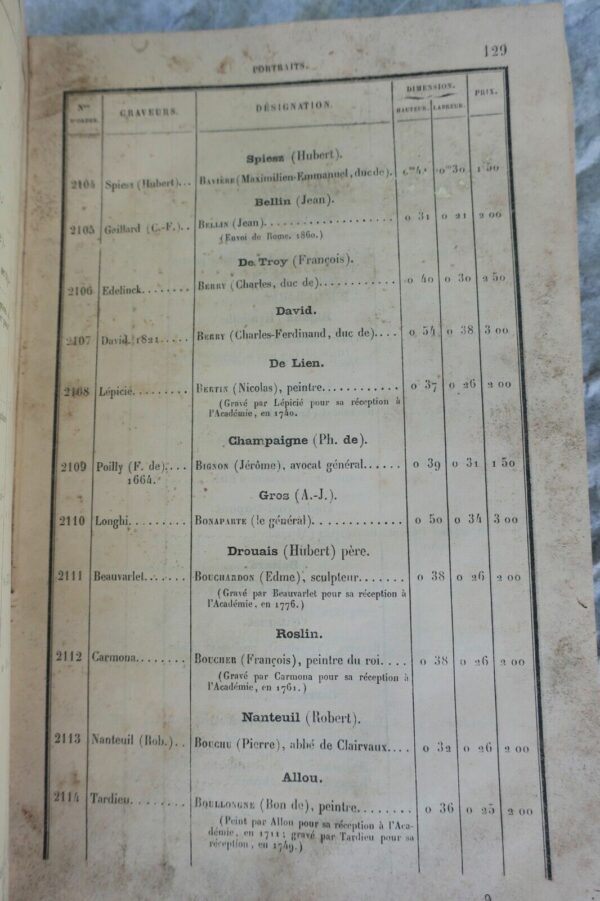 129
PORTRAITS.
Nos D'ORDRE. GRAVEURS. DÉSIGNATION. DIMENSION. HAUTEUR. LARGEUR. PRIX.
Spiesz (Hubert).
2104 Spiess (Hubert)... BAVIÈRE (Maximilien-Emmanuel, duc de). 0m42 0m30 1f50
Bellin (Jean).
2105 Gaillard (C.-F.).. BELLIN (Jean)................... 0 31 0 21 2 00
(Envoi de Rome. 1860.)
De Troy (François).
2106 Edelinck........ BERRY (Charles, duc de)........... 0 40 0 30 2 50
David.
2107 David, 1821..... BERRY (Charles-Ferdinand, duc de).... 0 54 0 38 3 00
De Lien.
2108 Lépicié......... BERTIN (Nicolas), peintre........... 0 37 0 26 2 00
(Gravé par Lépicié pour sa réception à
l'Académie, en 1740.
Champaigne (Ph. de).
2109 Poilly (F. de).... BIGNON (Jérôme), avocat général...... 0 39 0 31 1 50
1664.
Gros (A.-J.).
2110 Longhi.......... BONAPARTE (le général)............. 0 50 0 34 3 00
Drouais (Hubert) père.
2111 Beauvarlet....... BOUCHARDON (Edme), sculpteur....... 0 38 0 26 2 00
(Gravé par Beauvarlet pour sa réception à
l'Académie, en 1776.)
Roslin.
2112 Carmona........ BOUCHER (François), peintre du roi.... 0 38 0 26 2 00
(Gravé par Carmona pour sa réception à
l'Académie, en 1761.)
Nanteuil (Robert).
2113 Nanteuil (Rob.).. BOUCHU (Pierre), abbé de Clairvaux.... 0 32 0 26 2 00
Allou.
2114 Tardieu......... BOULLONGNE (Bon de), peintre........ 0 36 0 25 2 00
(Peint par Allou pour sa réception à l'Aca-
démie, en 1711; gravé par Tardieu pour sa
réception, en 1749.)
9